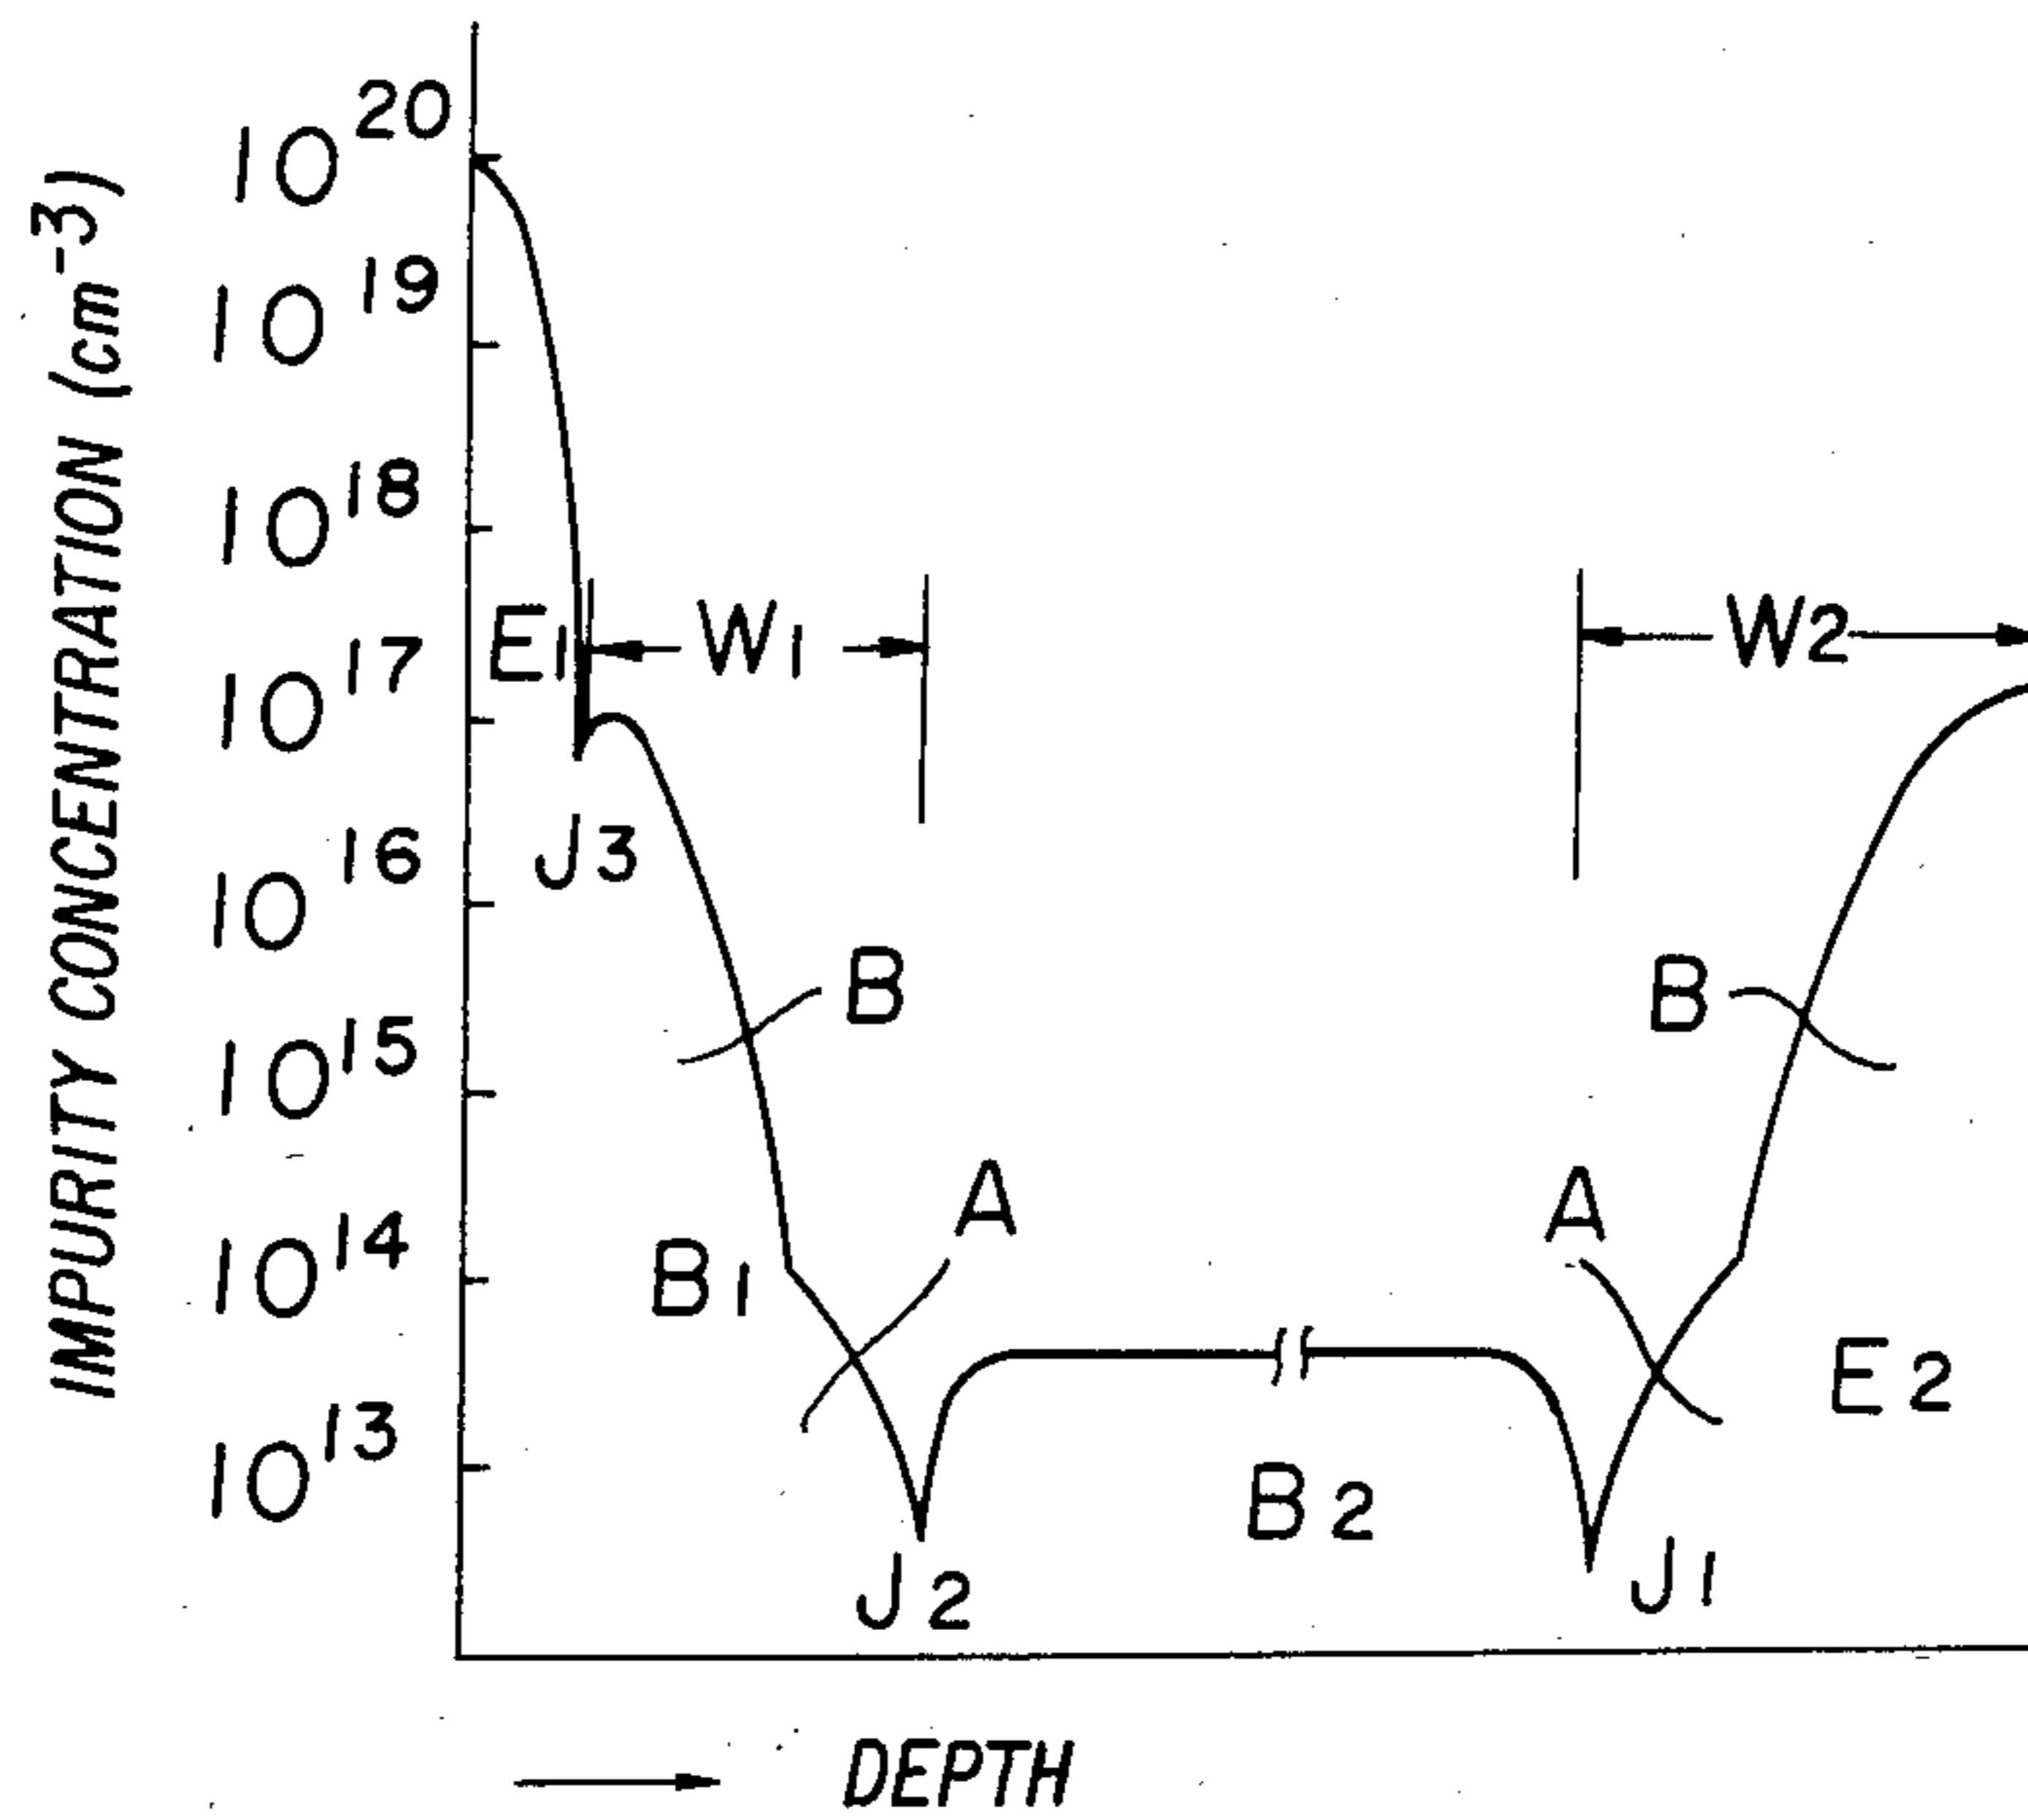 IMPURITY CONCENTRATION (cm⁻³)
10²⁰
10¹⁹
10¹⁸
10¹⁷
10¹⁶
10¹⁵
10¹⁴
10¹³
E1
W1
W2
J3
B
B
A
A
B1
E2
B2
J2
J1
DEPTH